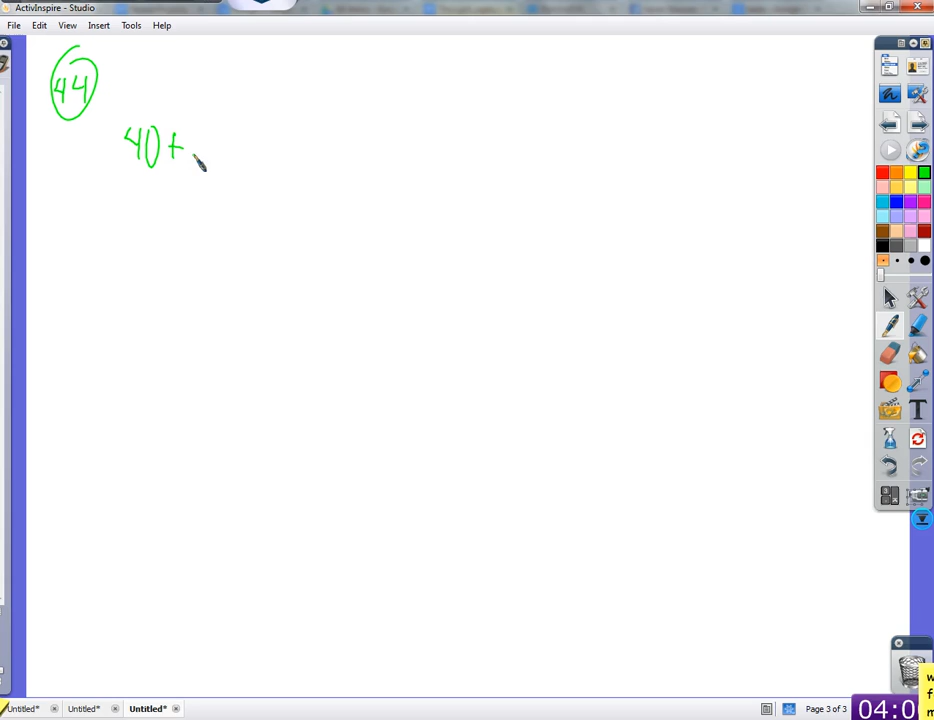 ActivInspire - Studio
File Edit View Insert Tools Help
44
40+
Untitled* Untitled* Untitled* Page 3 of 3
04:0
w
f
m